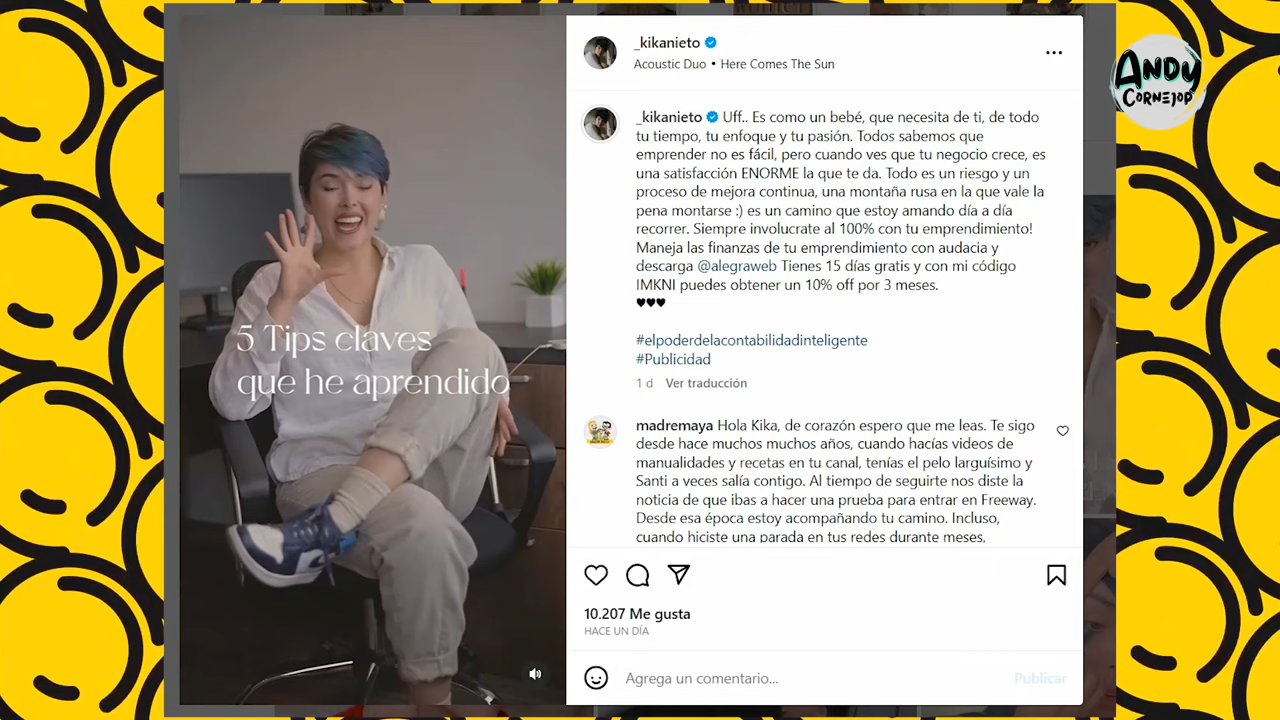 ANDY
CORNEJOP
_kikanieto
Acoustic Duo • Here Comes The Sun
5 Tips claves
que he aprendido
_kikanieto Uff.. Es como un bebé, que necesita de ti, de todo
tu tiempo, tu enfoque y tu pasión. Todos sabemos que
emprender no es fácil, pero cuando ves que tu negocio crece, es
una satisfacción ENORME la que te da. Todo es un riesgo y un
proceso de mejora continua, una montaña rusa en la que vale la
pena montarse :) es un camino que estoy amando día a día
recorrer. Siempre involucrate al 100% con tu emprendimiento!
Maneja las finanzas de tu emprendimiento con audacia y
descarga @alegraweb Tienes 15 días gratis y con mi código
IMKNI puedes obtener un 10% off por 3 meses.
♥♥♥
#elpoderdelacontabilidadinteligente
#Publicidad
1 d Ver traducción
madremaya Hola Kika, de corazón espero que me leas. Te sigo
desde hace muchos muchos años, cuando hacías videos de
manualidades y recetas en tu canal, tenías el pelo larguísimo y
Santi a veces salía contigo. Al tiempo de seguirte nos diste la
noticia de que ibas a hacer una prueba para entrar en Freeway.
Desde esa época estoy acompañando tu camino. Incluso,
cuando hiciste una parada en tus redes durante meses,
10.207 Me gusta
HACE UN DÍA
Agrega un comentario...
Publicar